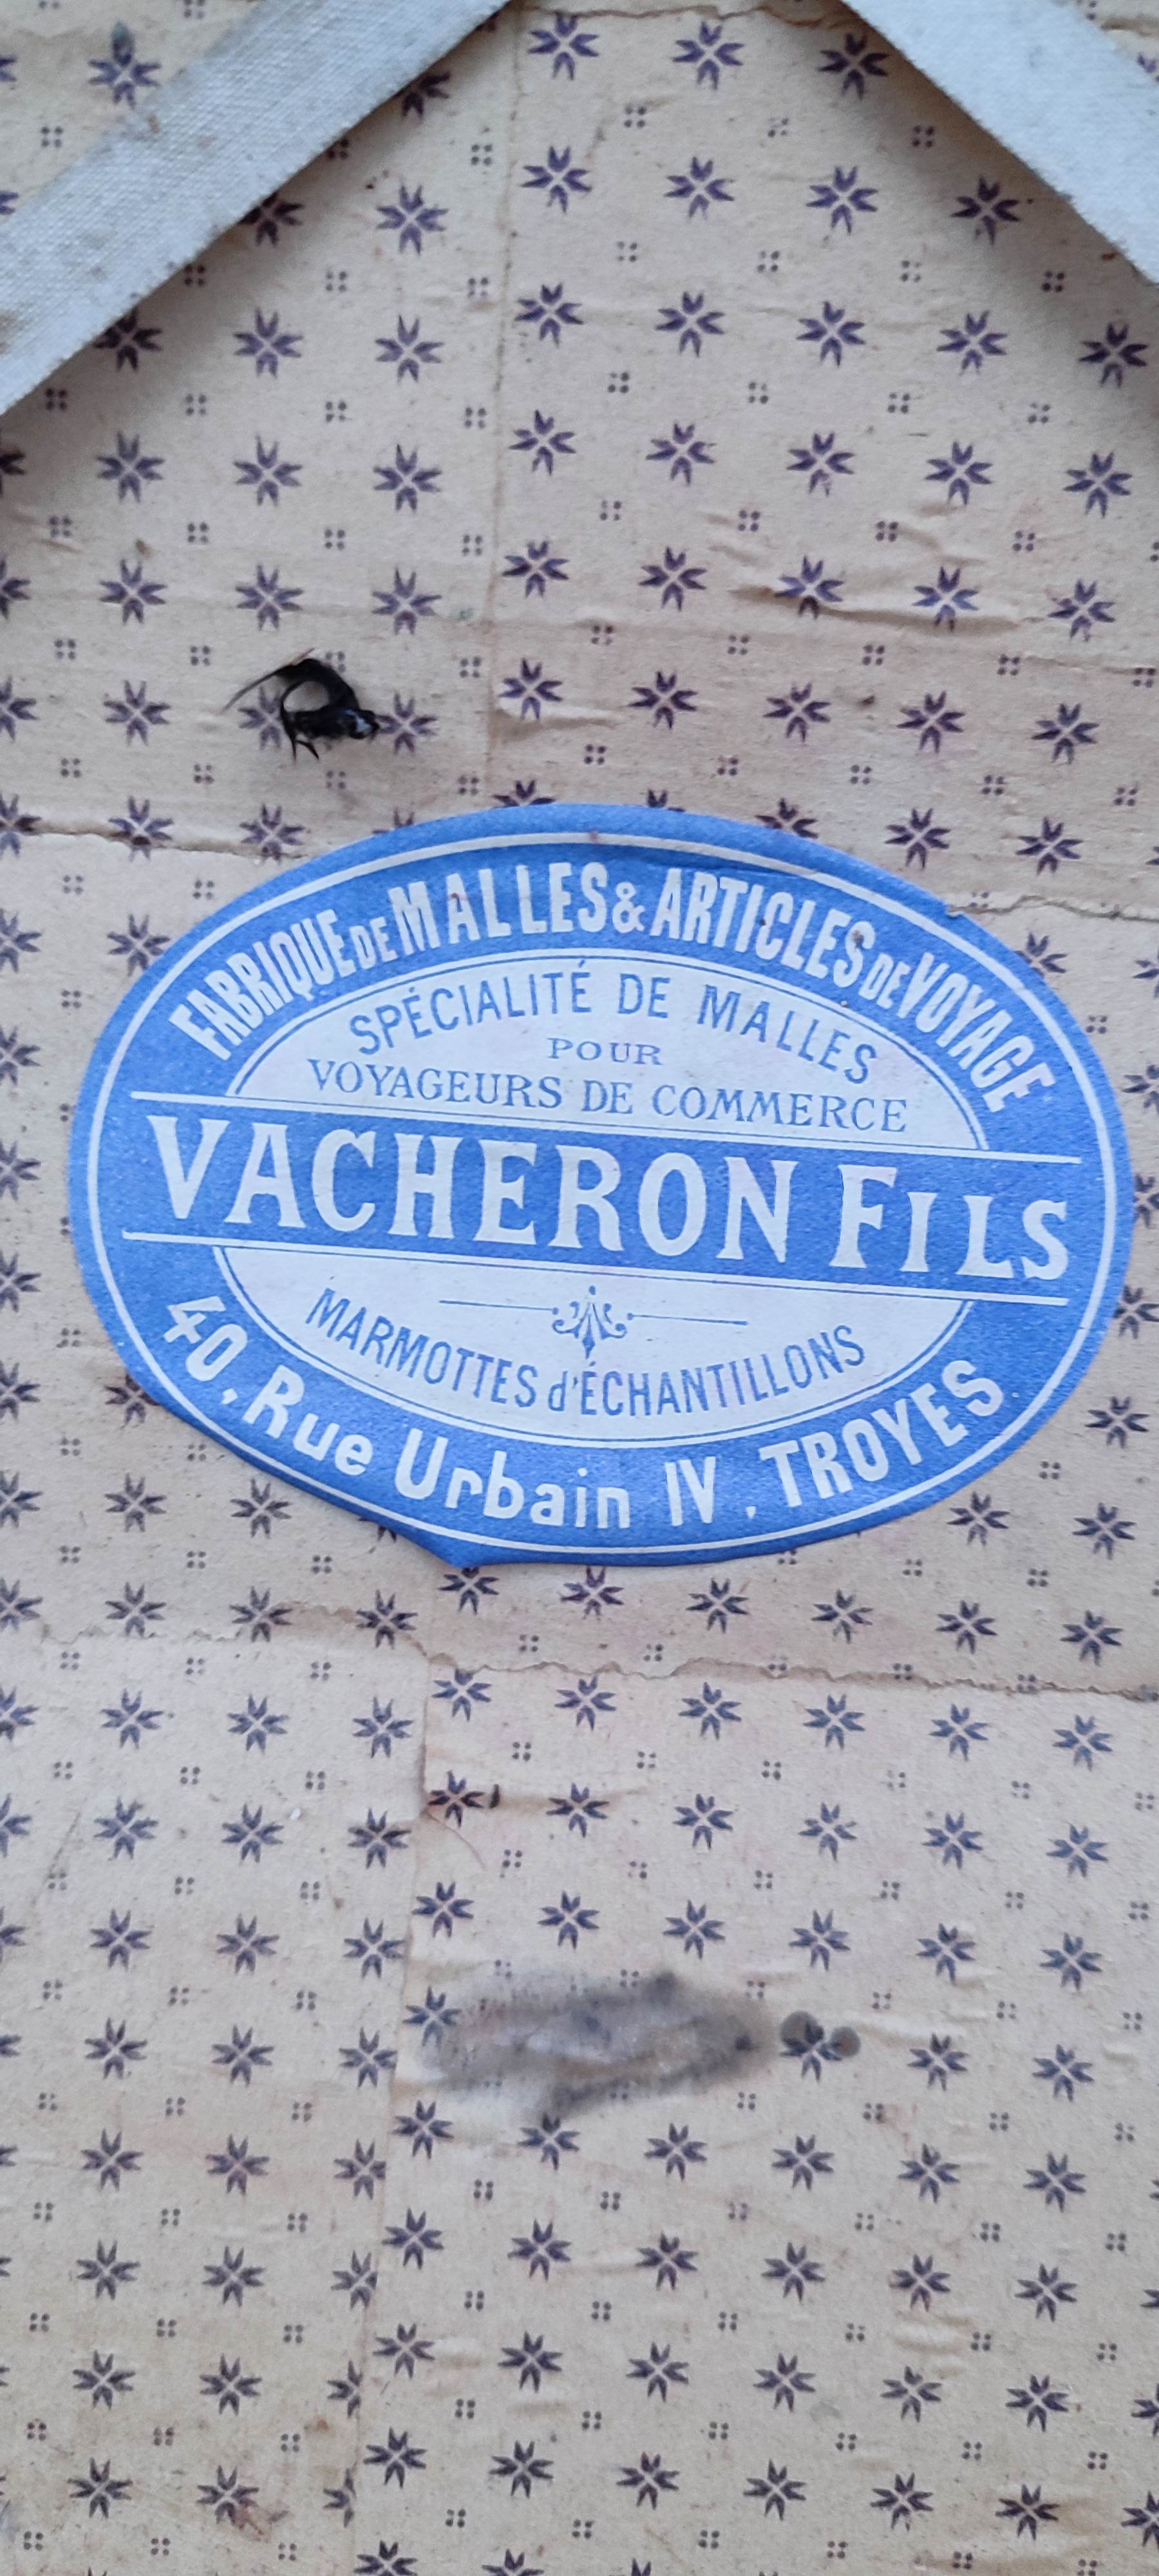 FABRIQUE DE MALLES & ARTICLES DE VOYAGE
SPÉCIALITÉ DE MALLES
POUR
VOYAGEURS DE COMMERCE
VACHERON FILS
MARMOTTES d'ÉCHANTILLONS
40, Rue Urbain IV, TROYES